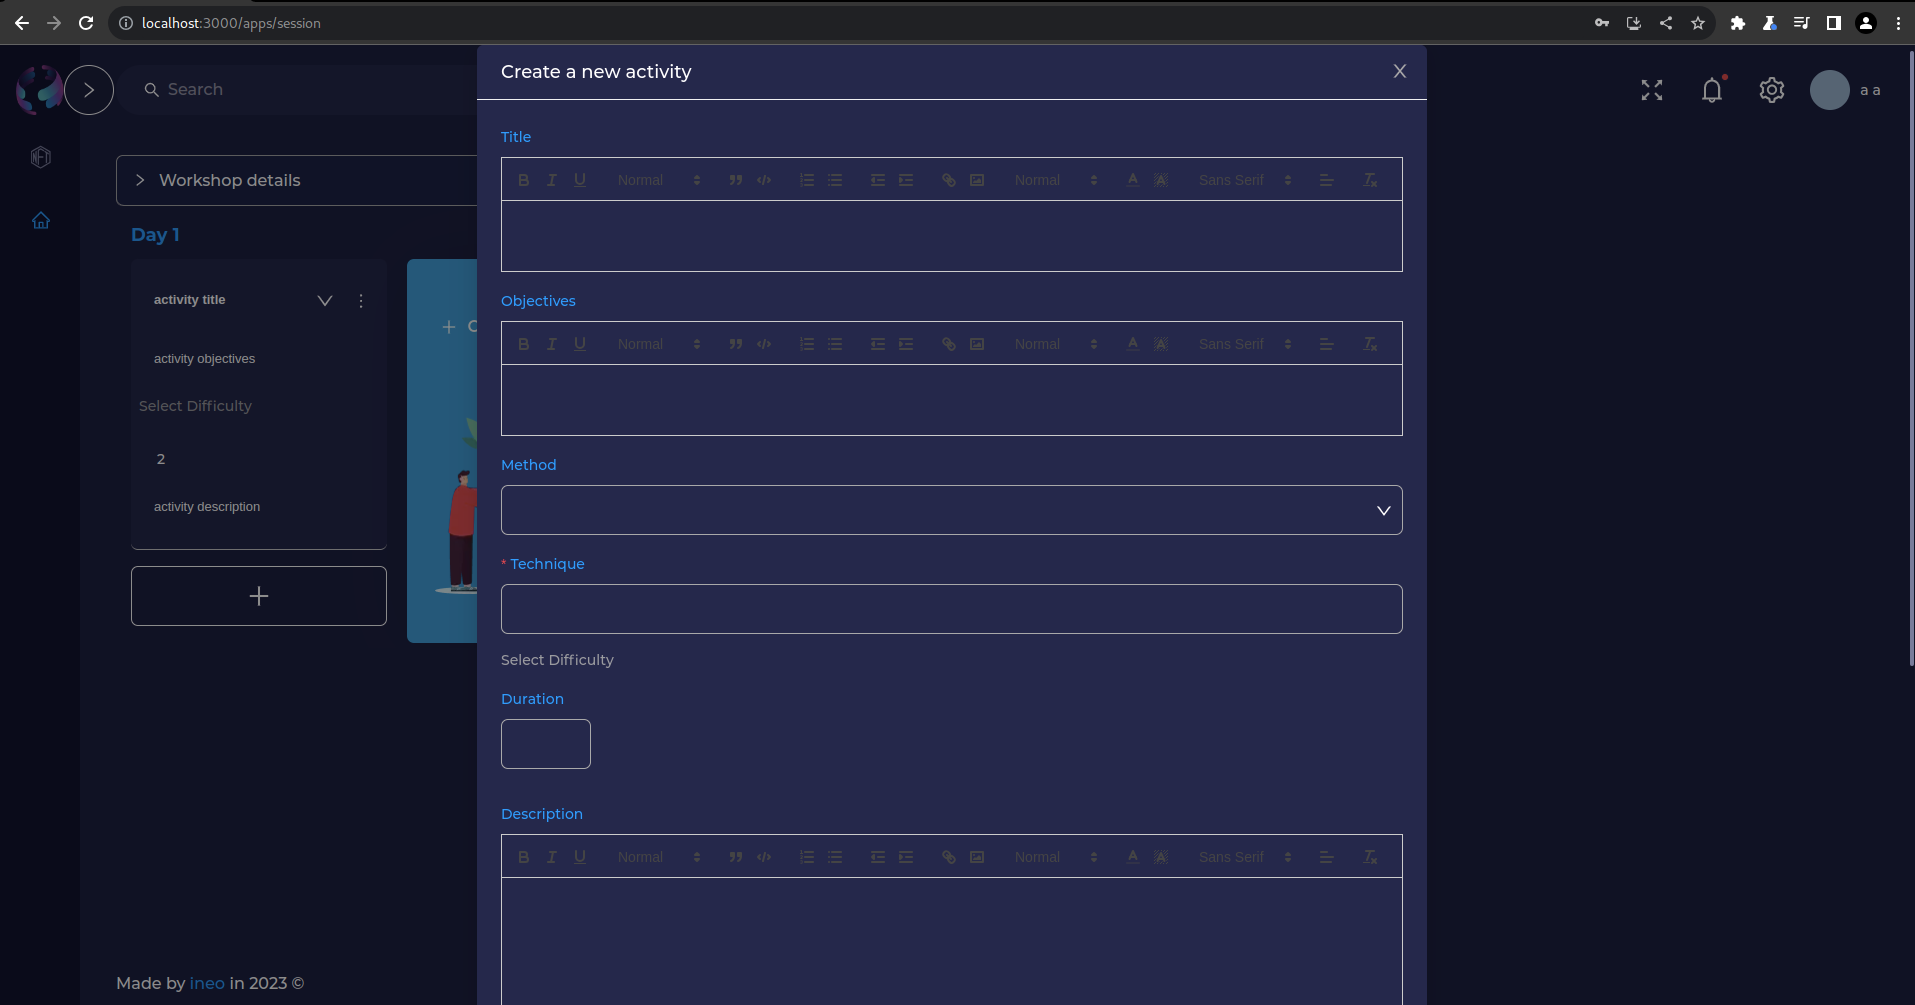 localhost:3000/apps/session
Create a new activity
Search
a a
Workshop details
Day 1
activity title
activity objectives
Select Difficulty
2
activity description
Title
Normal
Normal
Sans Serif
Objectives
Normal
Normal
Sans Serif
Method
* Technique
Select Difficulty
Duration
Description
Normal
Normal
Sans Serif
Made by ineo in 2023 ©